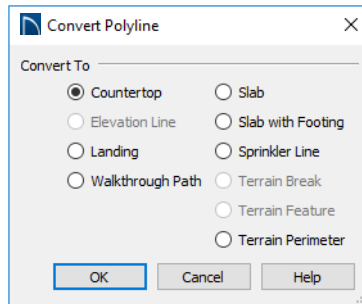 Convert Polyline
Convert To
Countertop
Elevation Line
Landing
Walkthrough Path
Slab
Slab with Footing
Sprinkler Line
Terrain Break
Terrain Feature
Terrain Perimeter
OK
Cancel
Help